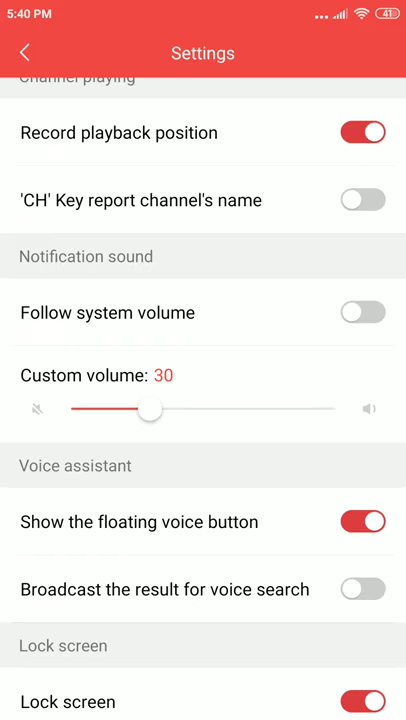 5:40 PM
41
Settings
Channel playing
Record playback position
'CH' Key report channel's name
Notification sound
Follow system volume
Custom volume: 30
Voice assistant
Show the floating voice button
Broadcast the result for voice search
Lock screen
Lock screen